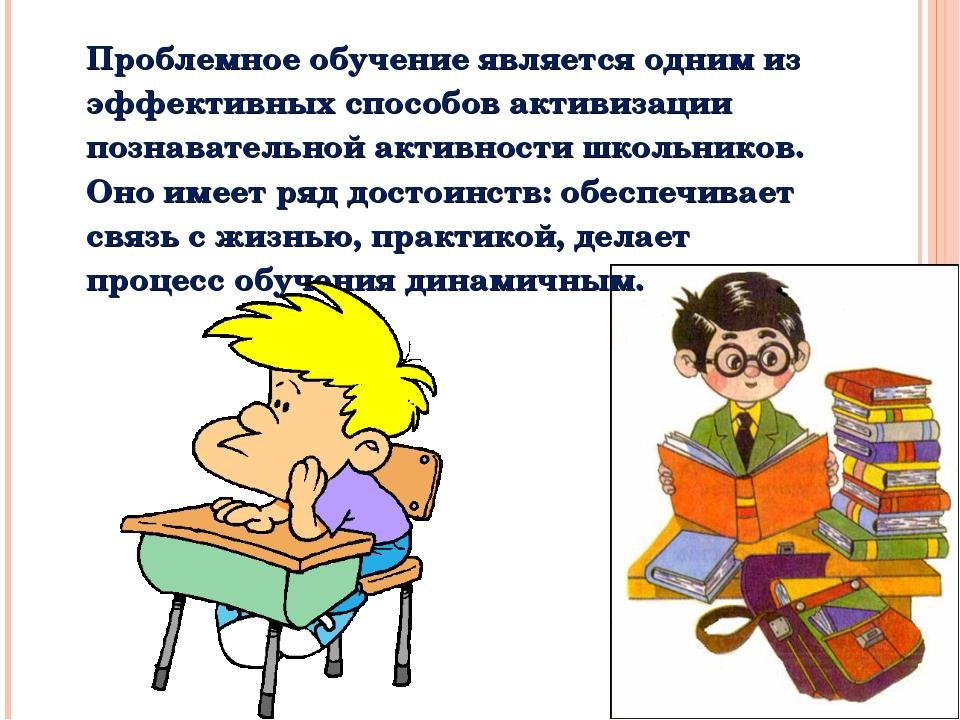 Проблемное обучение является одним из
эффективных способов активизации
познавательной активности школьников.
Оно имеет ряд достоинств: обеспечивает
связь с жизнью, практикой, делает
процесс обучения динамичным.